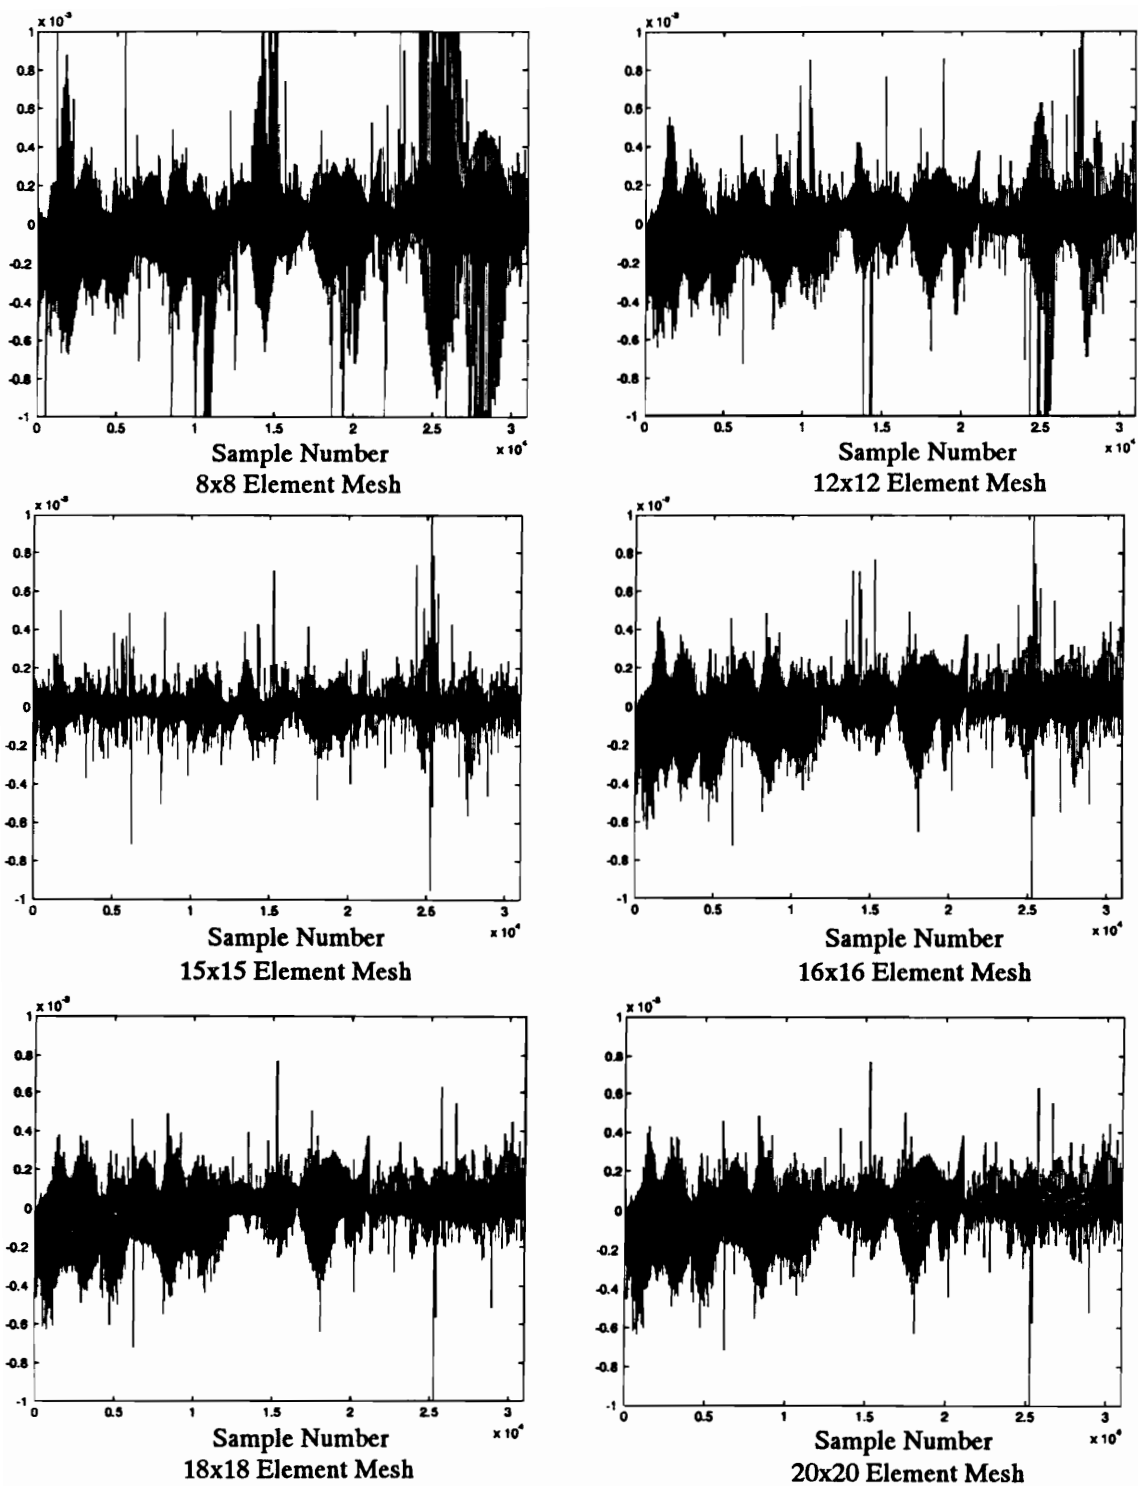 x 10⁻³
1
0.8
0.6
0.4
0.2
0
-0.2
-0.4
-0.6
-0.8
-1
0 0.5 1 1.5 2 2.5 3
x 10⁴
Sample Number
8x8 Element Mesh
x 10⁻³
1
0.8
0.6
0.4
0.2
0
-0.2
-0.4
-0.6
-0.8
-1
0 0.5 1 1.5 2 2.5 3
x 10⁴
Sample Number
12x12 Element Mesh
x 10⁻³
1
0.8
0.6
0.4
0.2
0
-0.2
-0.4
-0.6
-0.8
-1
0 0.5 1 1.5 2 2.5 3
x 10⁴
Sample Number
15x15 Element Mesh
x 10⁻³
1
0.8
0.6
0.4
0.2
0
-0.2
-0.4
-0.6
-0.8
-1
0 0.5 1 1.5 2 2.5 3
x 10⁴
Sample Number
16x16 Element Mesh
x 10⁻³
1
0.8
0.6
0.4
0.2
0
-0.2
-0.4
-0.6
-0.8
-1
0 0.5 1 1.5 2 2.5 3
x 10⁴
Sample Number
18x18 Element Mesh
x 10⁻³
1
0.8
0.6
0.4
0.2
0
-0.2
-0.4
-0.6
-0.8
-1
0 0.5 1 1.5 2 2.5 3
x 10⁴
Sample Number
20x20 Element Mesh